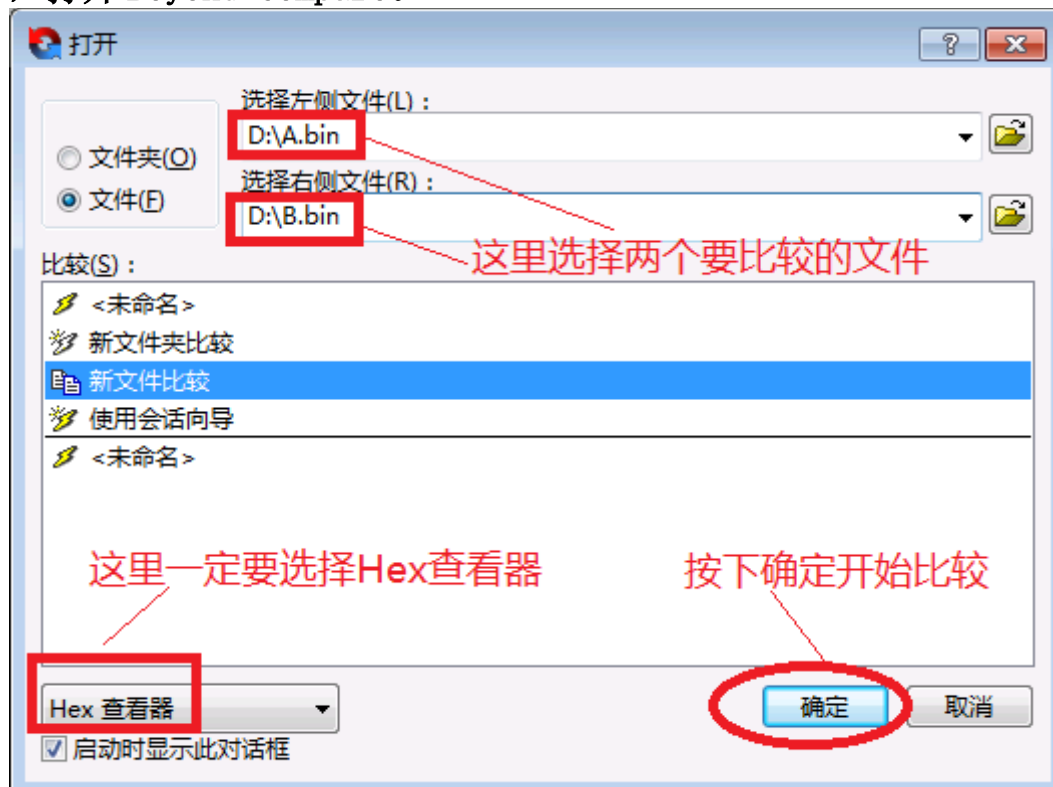 打开
选择左侧文件(L)：
D:\A.bin
文件夹(O)
文件(F)
选择右侧文件(R)：
D:\B.bin
这里选择两个要比较的文件
比较(S)：
<未命名>
新文件夹比较
新文件比较
使用会话向导
<未命名>
这里一定要选择Hex查看器
按下确定开始比较
Hex 查看器
确定
取消
启动时显示此对话框